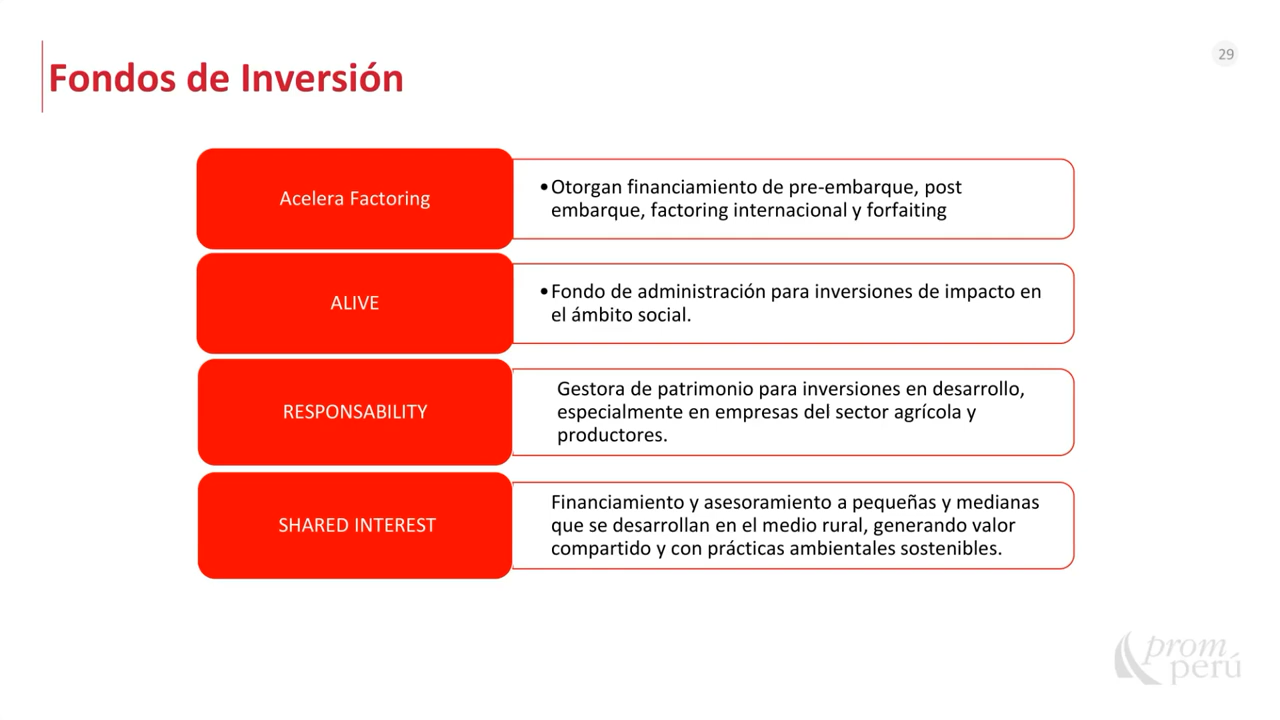 29
Fondos de Inversión
Acelera Factoring
•Otorgan financiamiento de pre-embarque, post
embarque, factoring internacional y forfaiting
ALIVE
•Fondo de administración para inversiones de impacto en
el ámbito social.
RESPONSABILITY
Gestora de patrimonio para inversiones en desarrollo,
especialmente en empresas del sector agrícola y
productores.
SHARED INTEREST
Financiamiento y asesoramiento a pequeñas y medianas
que se desarrollan en el medio rural, generando valor
compartido y con prácticas ambientales sostenibles.
prom
perú